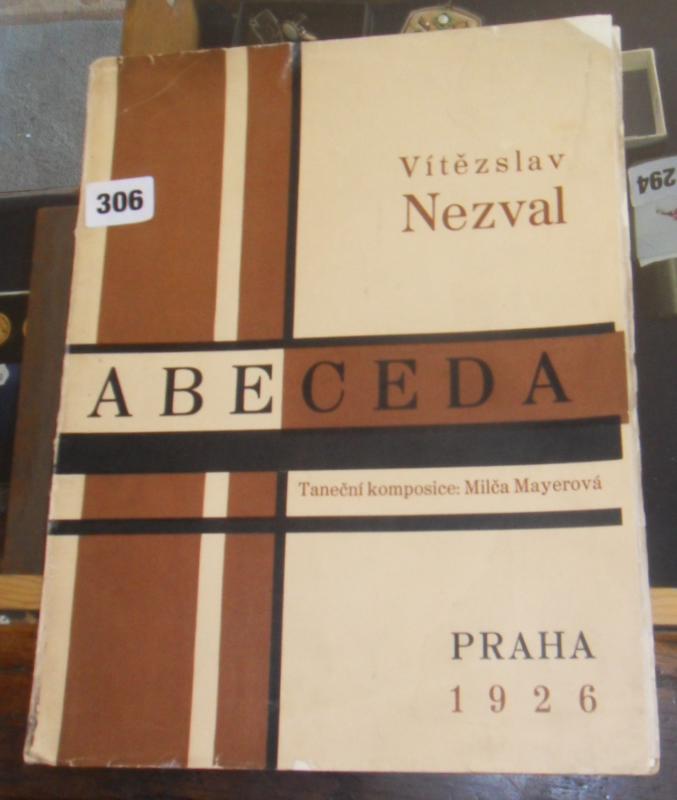 306
294
Vítězslav
Nezval
ABECEDA
Taneční komposice: Milča Mayerová
PRAHA
1926